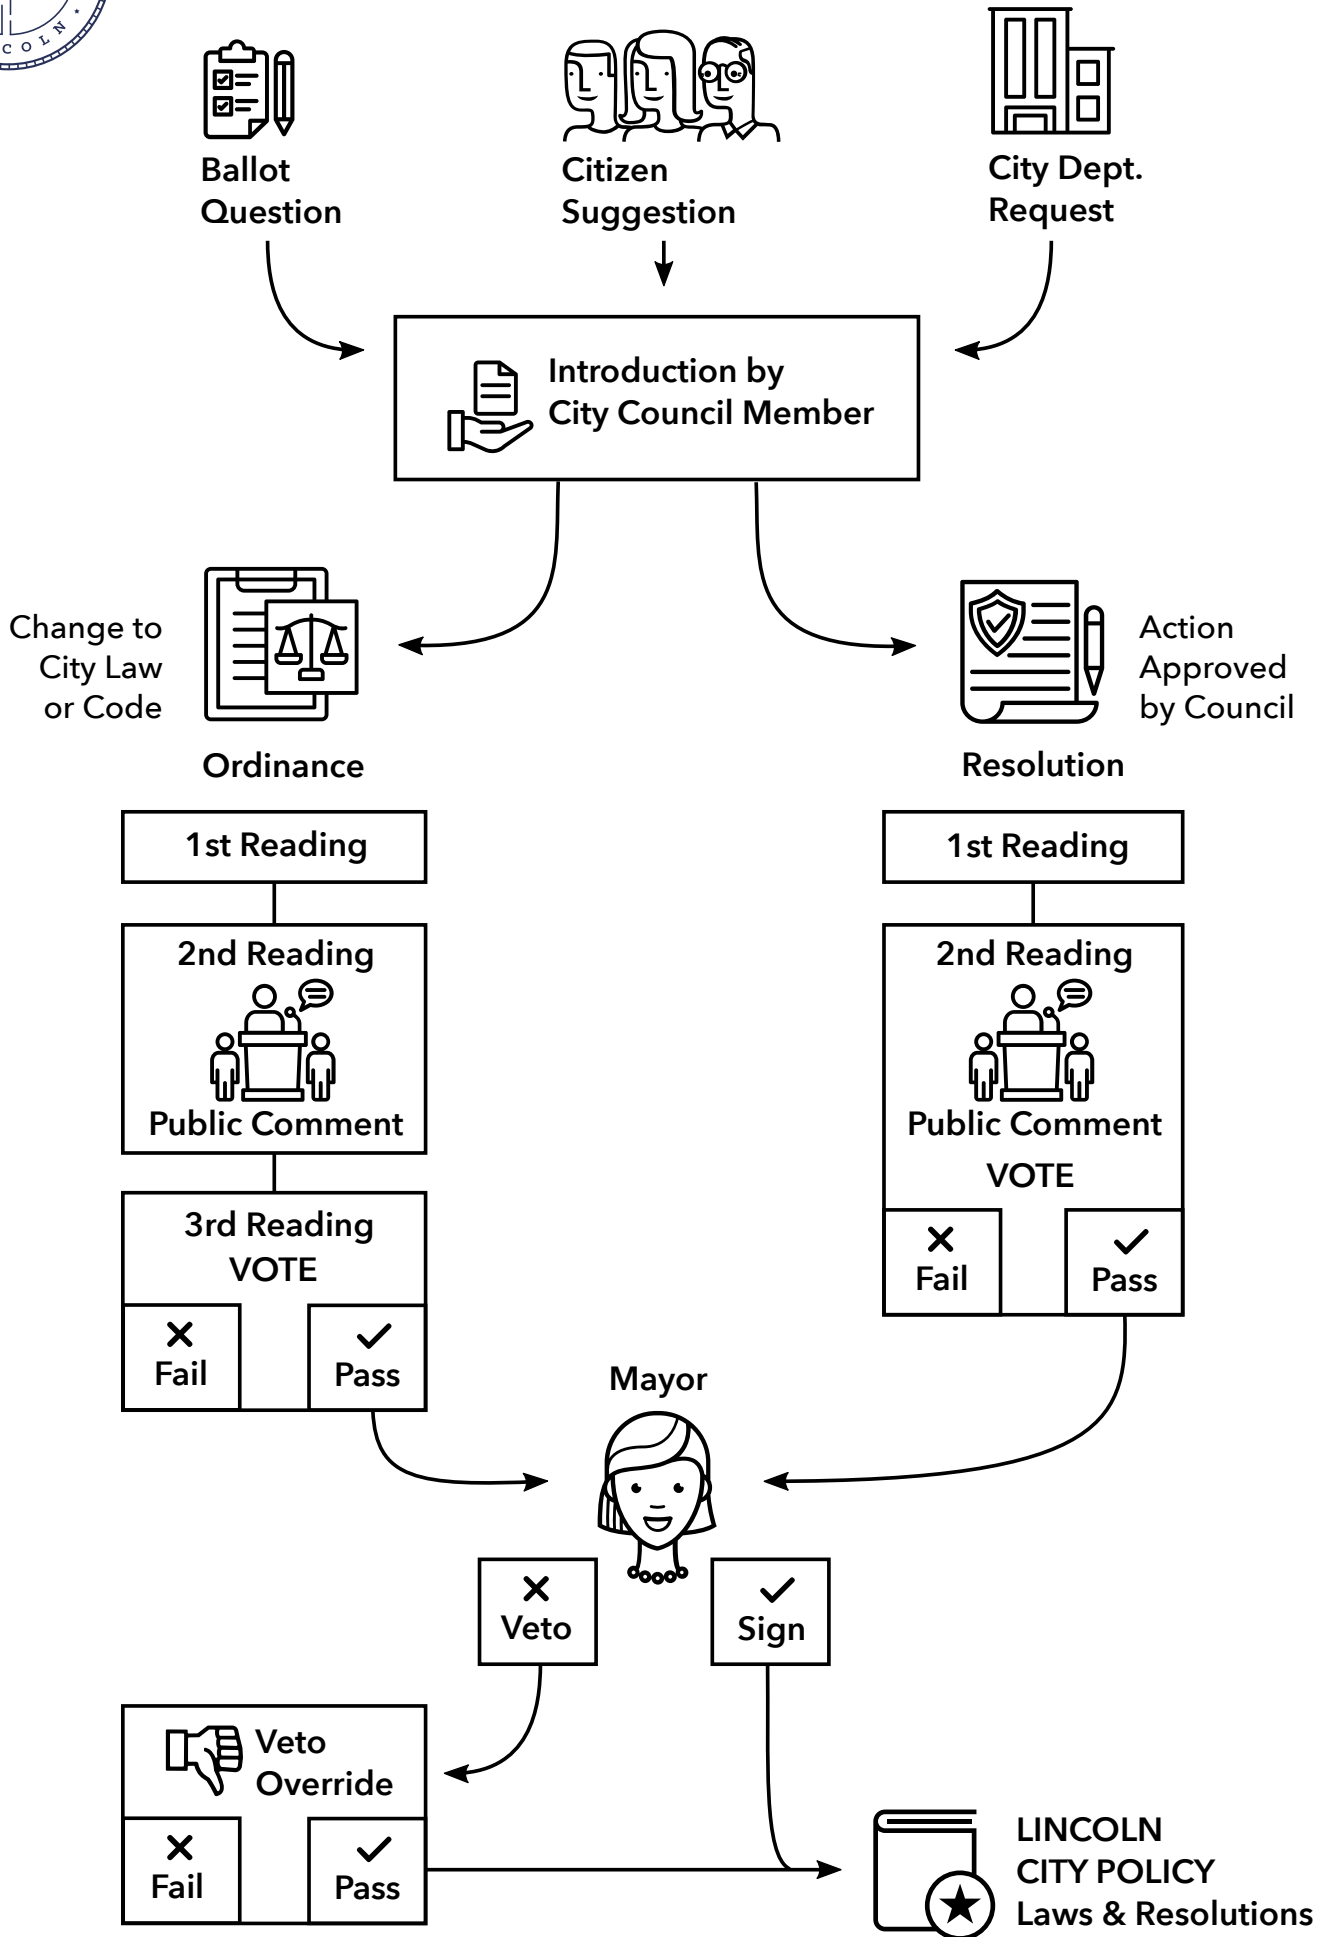 COLN
Ballot
Question
Citizen
Suggestion
City Dept.
Request
Introduction by
City Council Member
Change to
City Law
or Code
Ordinance
Action
Approved
by Council
Resolution
1st Reading
2nd Reading
Public Comment
3rd Reading
VOTE
Fail
Pass
1st Reading
2nd Reading
Public Comment
VOTE
Fail
Pass
Mayor
Veto
Sign
Veto
Override
Fail
Pass
LINCOLN
CITY POLICY
Laws & Resolutions